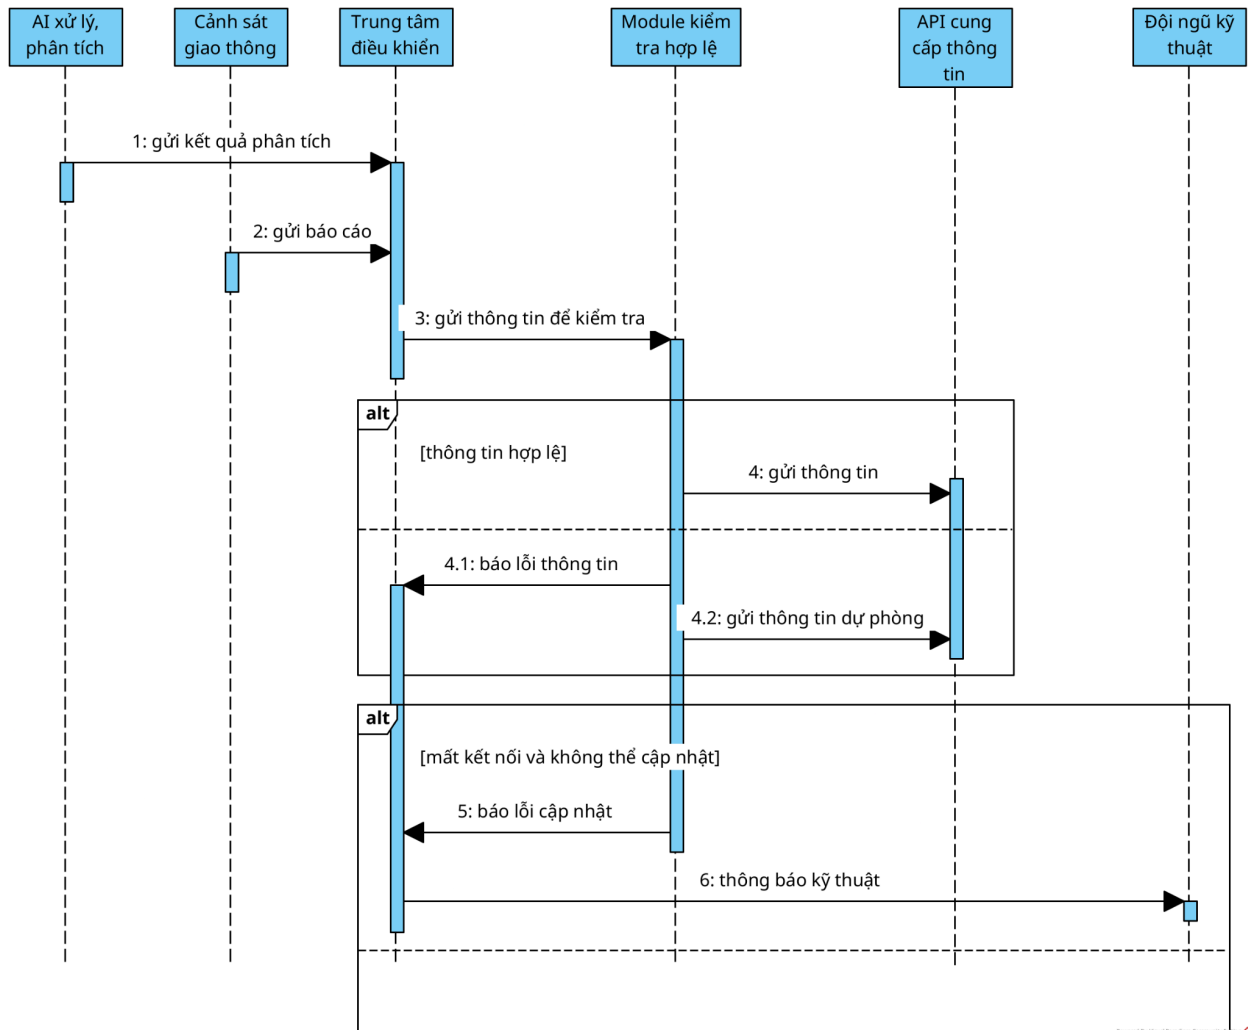 AI xử lý,
phân tích
Cảnh sát
giao thông
Trung tâm
điều khiển
Module kiểm
tra hợp lệ
API cung
cấp thông
tin
Đội ngũ kỹ
thuật
1: gửi kết quả phân tích
2: gửi báo cáo
3: gửi thông tin để kiểm tra
alt
[thông tin hợp lệ]
4: gửi thông tin
4.1: báo lỗi thông tin
4.2: gửi thông tin dự phòng
alt
[mất kết nối và không thể cập nhật]
5: báo lỗi cập nhật
6: thông báo kỹ thuật